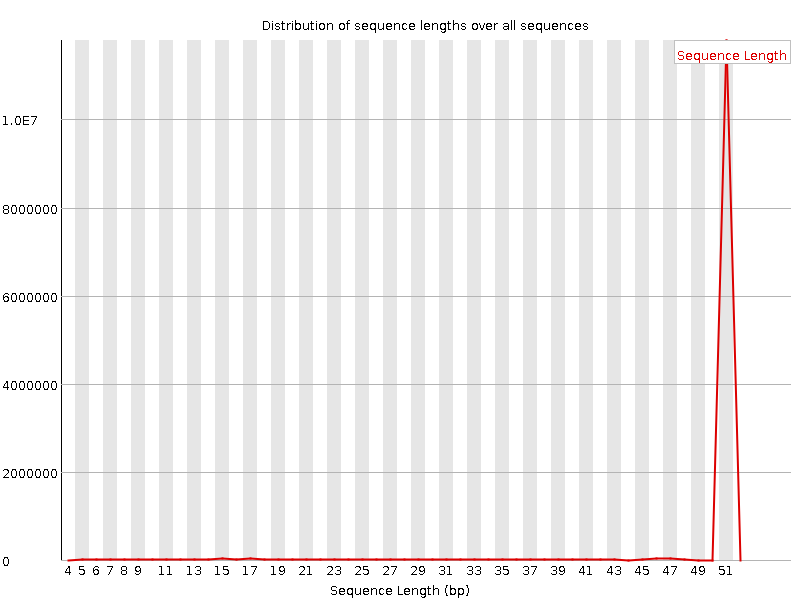 Distribution of sequence lengths over all sequences
Sequence Length
1.0E7
8000000
6000000
4000000
2000000
0
4 5 6 7 8 9 11 13 15 17 19 21 23 25 27 29 31 33 35 37 39 41 43 45 47 49 51
Sequence Length (bp)